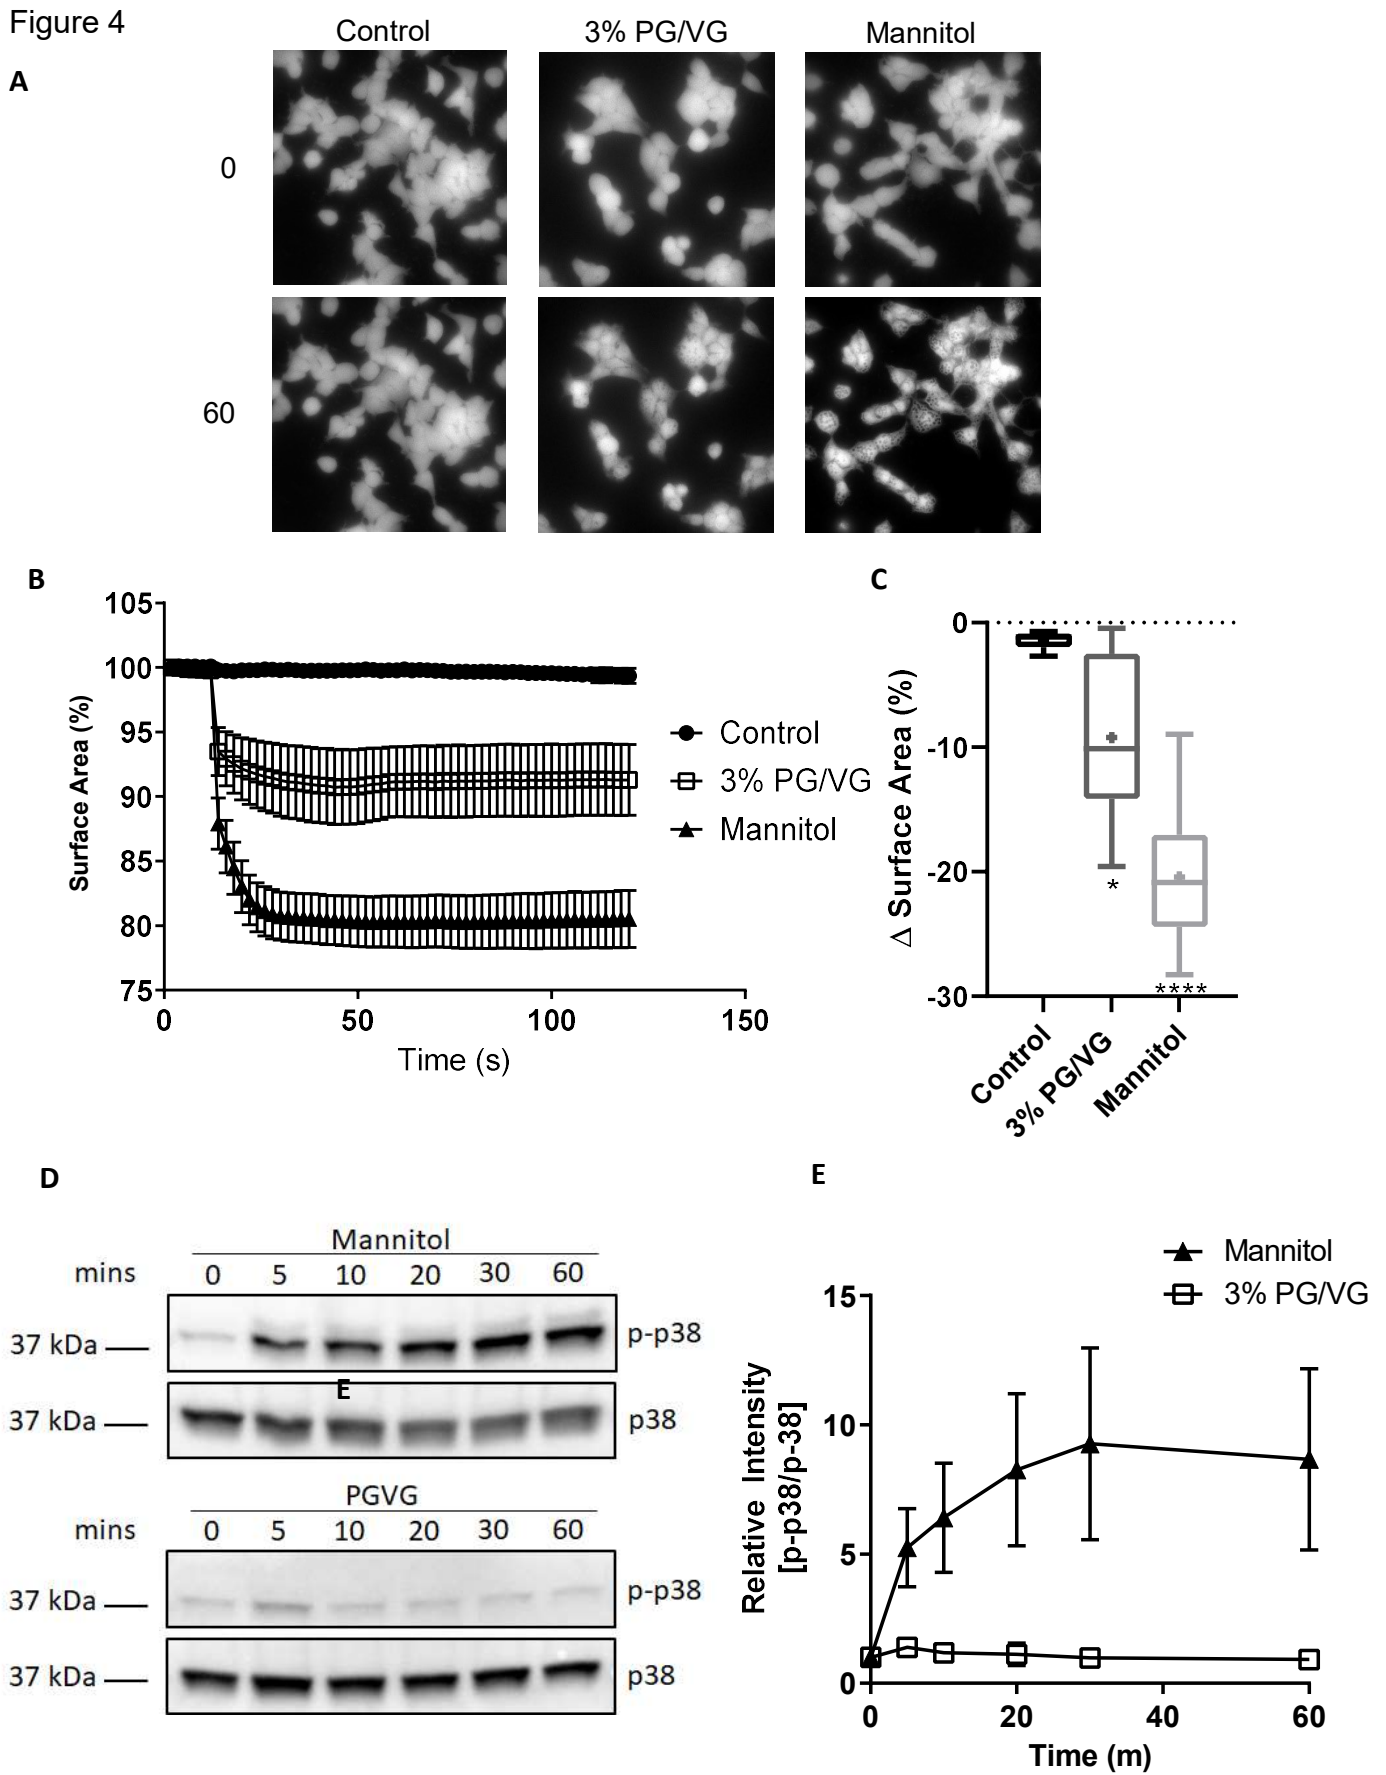 Figure 4
A
Control 3% PG/VG Mannitol
0
60
B
105
100
95
90
85
80
75
Surface Area (%)
0 50 100 150
Time (s)
Control
3% PG/VG
Mannitol
C
0
-10
-20
-30
Δ Surface Area (%)
*
****
Control
3% PG/VG
Mannitol
D
Mannitol
mins 0 5 10 20 30 60
37 kDa p-p38
E
37 kDa p38
PGVG
mins 0 5 10 20 30 60
37 kDa p-p38
37 kDa p38
E
Mannitol
3% PG/VG
15
10
5
0
Relative Intensity
[p-p38/p-38]
0 20 40 60
Time (m)